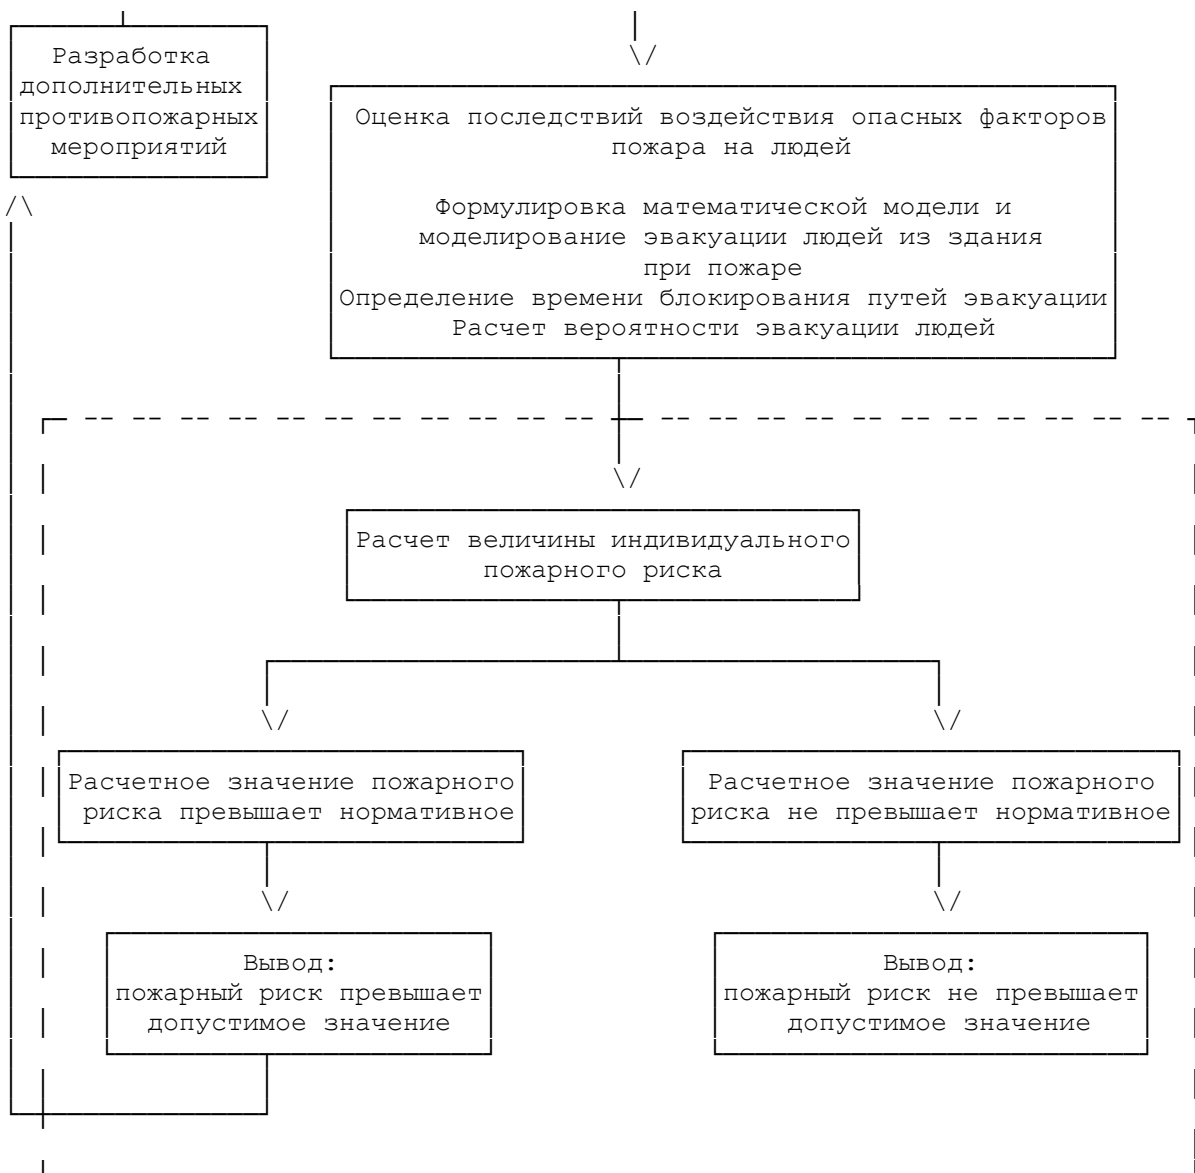 Разработка
дополнительных
противопожарных
мероприятий
Оценка последствий воздействия опасных факторов
пожара на людей
Формулировка математической модели и
моделирование эвакуации людей из здания
при пожаре
Определение времени блокирования путей эвакуации
Расчет вероятности эвакуации людей
Расчет величины индивидуального
пожарного риска
Расчетное значение пожарного
риска превышает нормативное
Расчетное значение пожарного
риска не превышает нормативное
Вывод:
пожарный риск превышает
допустимое значение
Вывод:
пожарный риск не превышает
допустимое значение